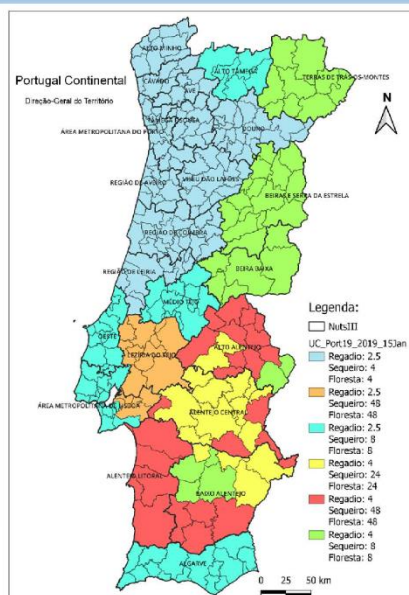 Portugal Continental
Direção-Geral do Território
ALTO MINHO
ALTO TÂMEGA
TERRAS DE TRÁS-OS-MONTES
CÁVADO
AVE
TÂMEGA E SOUSA
ÁREA METROPOLITANA DO PORTO
DOURO
N
REGIÃO DE AVEIRO
VISEU DÃO LAFÕES
BEIRAS E SERRA DA ESTRELA
REGIÃO DE COIMBRA
REGIÃO DE LEIRIA
BEIRA BAIXA
MÉDIO TEJO
OESTE
LEZÍRIA DO TEJO
ALTO ALENTEJO
ÁREA METROPOLITANA DE LISBOA
ALENTEJO CENTRAL
ALENTEJO LITORAL
BAIXO ALENTEJO
ALGARVE
Legenda:
NutsIII
UC_Port19_2019_15Jan
Regadio: 2.5
Sequeiro: 4
Floresta: 4
Regadio: 2.5
Sequeiro: 48
Floresta: 48
Regadio: 2.5
Sequeiro: 8
Floresta: 8
Regadio: 4
Sequeiro: 24
Floresta: 24
Regadio: 4
Sequeiro: 48
Floresta: 48
Regadio: 4
Sequeiro: 8
Floresta: 8
0 25 50 km